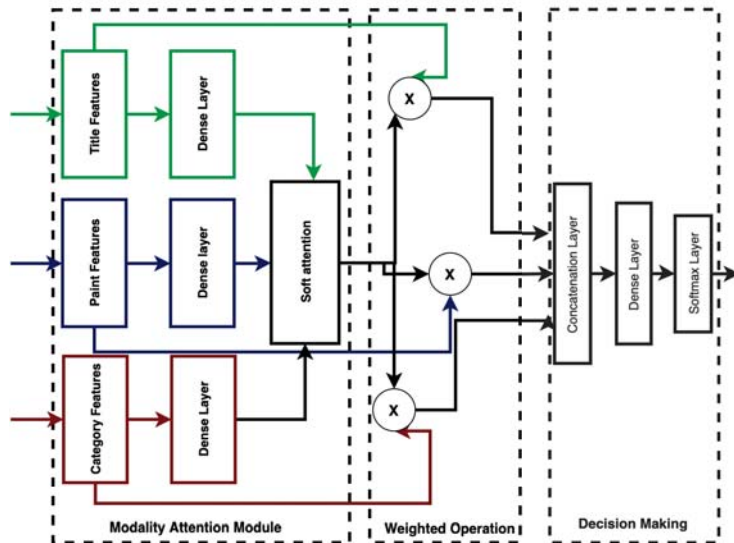 Title Features
Dense Layer
X
Paint Features
Dense layer
Soft attention
X
Concatenation Layer
Dense Layer
Softmax Layer
Category Features
Dense Layer
X
Modality Attention Module
Weighted Operation
Decision Making